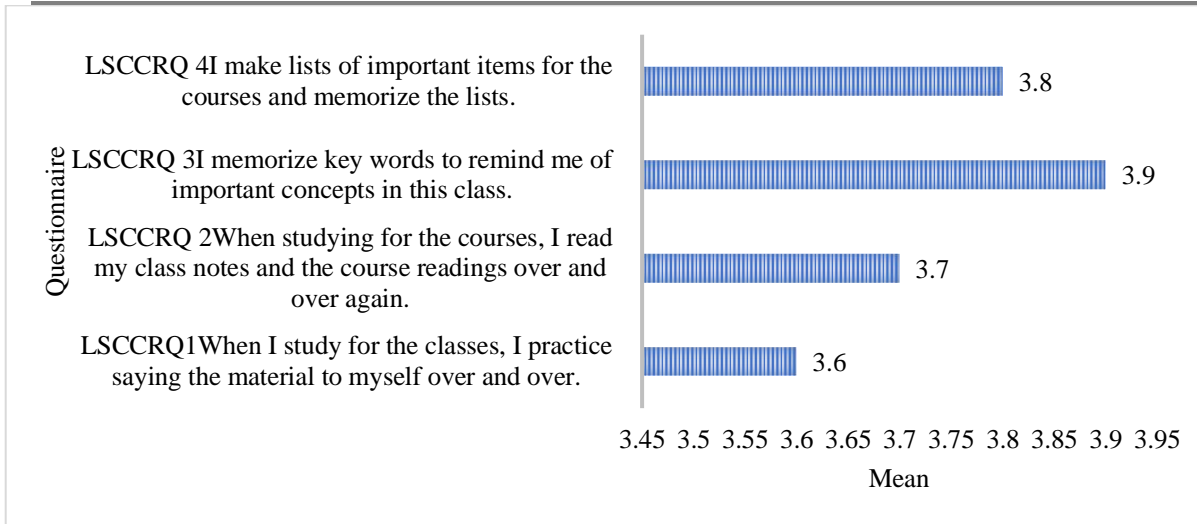 LSCCRQ 4I make lists of important items for the
courses and memorize the lists.
3.8
LSCCRQ 3I memorize key words to remind me of
important concepts in this class.
3.9
LSCCRQ 2When studying for the courses, I read
my class notes and the course readings over and
over again.
3.7
LSCCRQ1When I study for the classes, I practice
saying the material to myself over and over.
3.6
Questionnaire
3.45 3.5 3.55 3.6 3.65 3.7 3.75 3.8 3.85 3.9 3.95
Mean